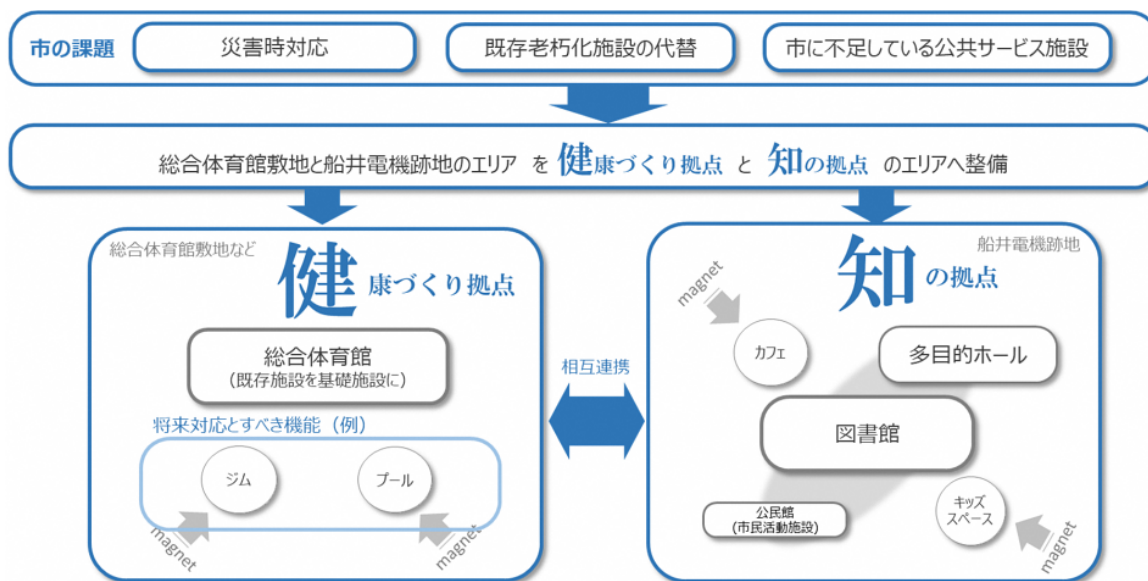 市の課題
災害時対応
既存老朽化施設の代替
市に不足している公共サービス施設
総合体育館敷地と船井電機跡地のエリア を 健康づくり拠点 と 知の拠点 のエリアへ整備
総合体育館敷地など
健康づくり拠点
総合体育館
(既存施設を基礎施設に)
将来対応とすべき機能（例）
ジム
プール
magnet
magnet
相互連携
船井電機跡地
知の拠点
magnet
カフェ
多目的ホール
図書館
公民館
(市民活動施設)
キッズ
スペース
magnet